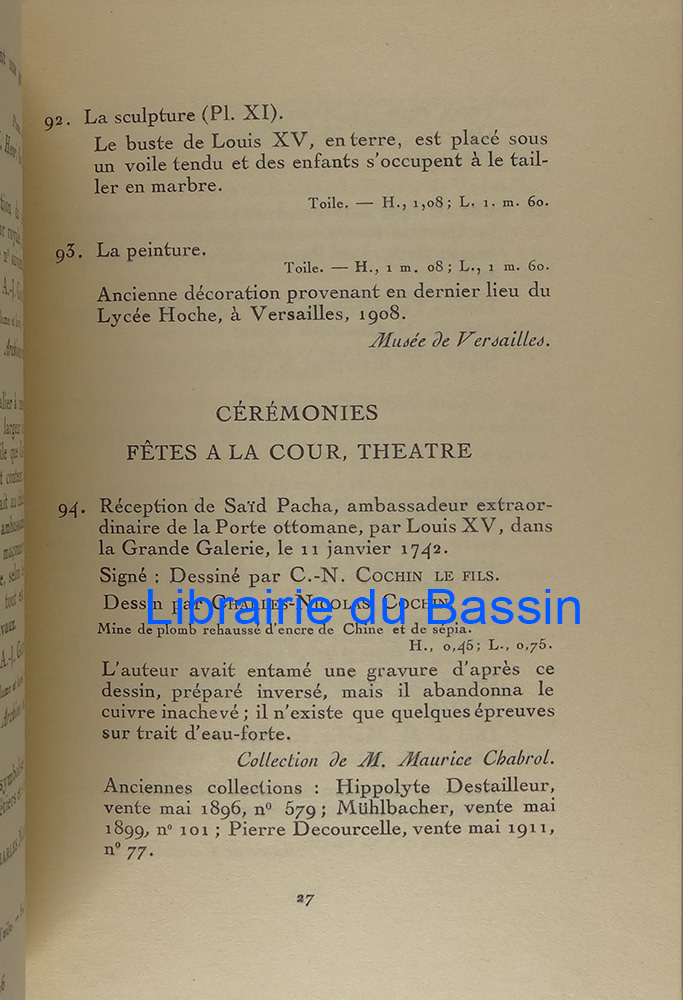 92. La sculpture (Pl. XI).
Le buste de Louis XV, en terre, est placé sous
un voile tendu et des enfants s'occupent à le tail-
ler en marbre.
Toile. — H., 1,08; L. 1. m. 60.
93. La peinture.
Toile. — H., 1 m. 08; L., 1 m. 60.
Ancienne décoration provenant en dernier lieu du
Lycée Hoche, à Versailles, 1908.
Musée de Versailles.
CÉRÉMONIES
FÊTES A LA COUR, THEATRE
94. Réception de Saïd Pacha, ambassadeur extraor-
dinaire de la Porte ottomane, par Louis XV, dans
la Grande Galerie, le 11 janvier 1742.
Signé : Dessiné par C.-N. COCHIN LE FILS.
Dessin par CHARLES-NICOLAS COCHIN.
Librairie du Bassin
Mine de plomb rehaussé d'encre de Chine et de sépia.
H., 0,45; L., 0,75.
L'auteur avait entamé une gravure d'après ce
dessin, préparé inversé, mais il abandonna le
cuivre inachevé; il n'existe que quelques épreuves
sur trait d'eau-forte.
Collection de M. Maurice Chabrol.
Anciennes collections : Hippolyte Destailleur,
vente mai 1896, nº 579; Mühlbacher, vente mai
1899, nº 101; Pierre Decourcelle, vente mai 1911,
nº 77.
27